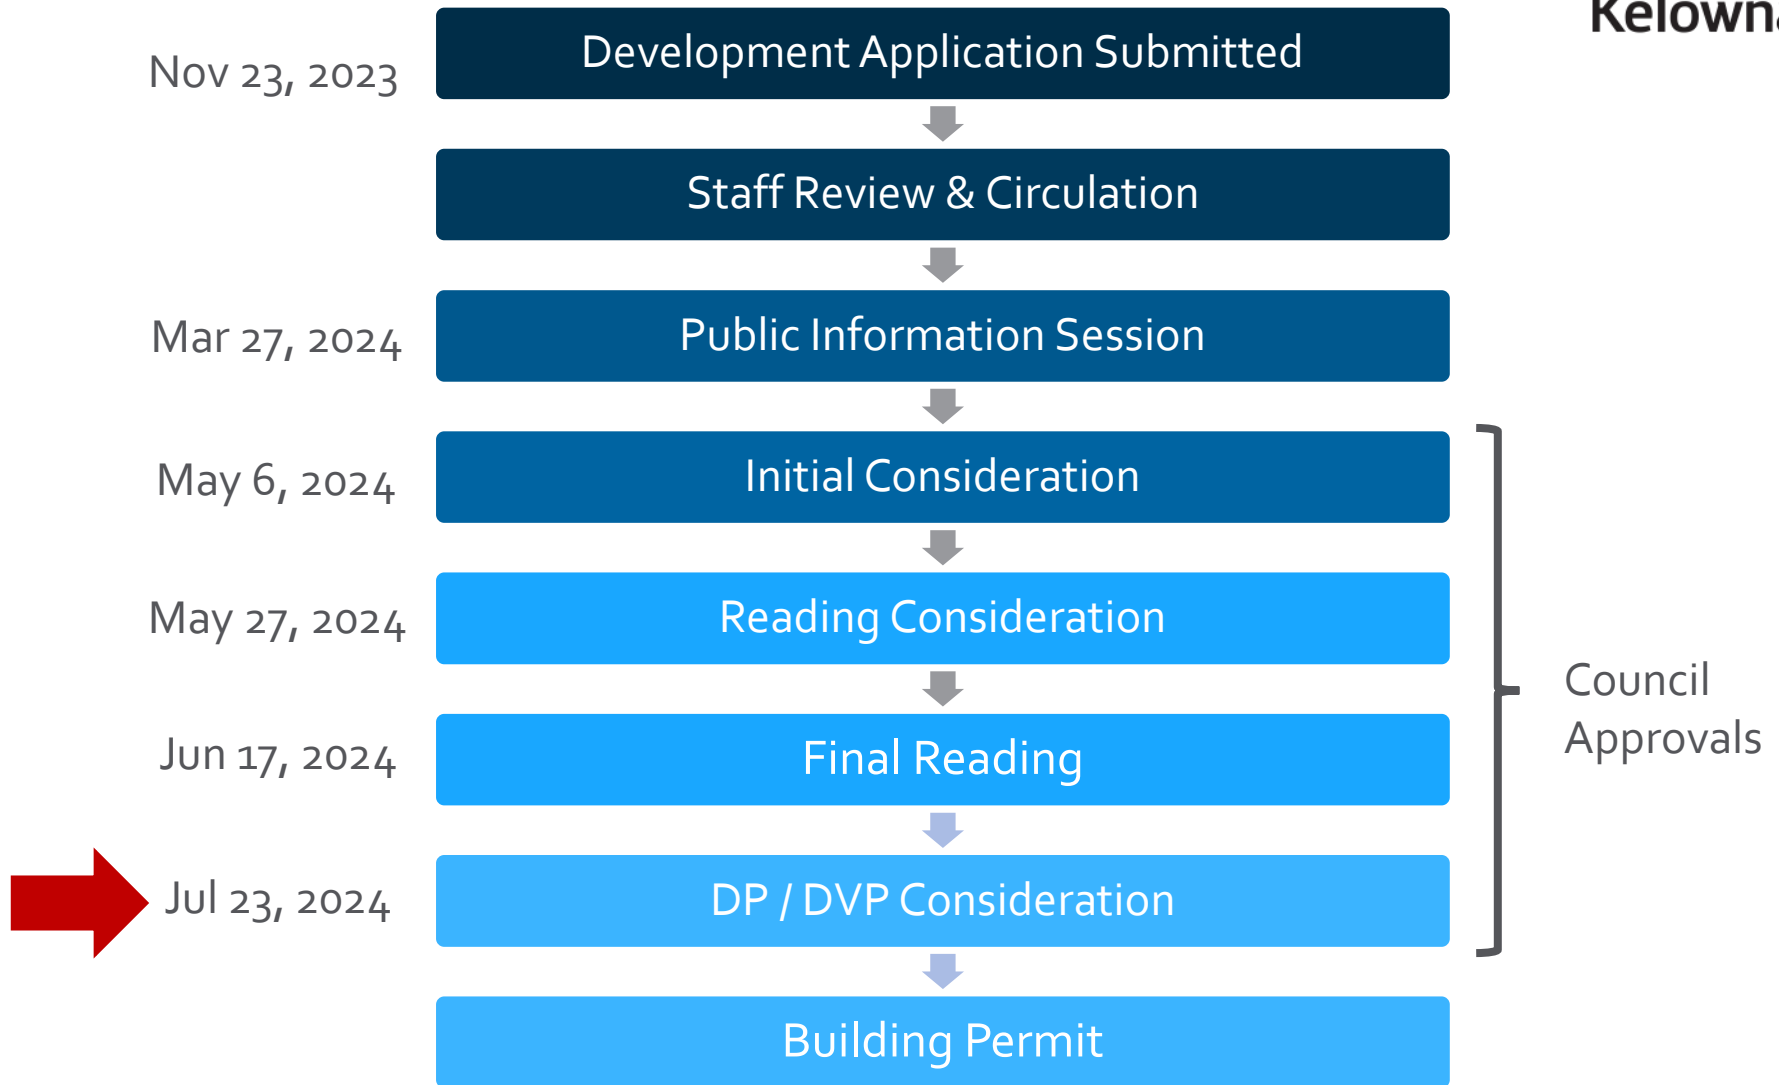 Kelowna
Nov 23, 2023
Development Application Submitted
Staff Review & Circulation
Mar 27, 2024
Public Information Session
May 6, 2024
Initial Consideration
May 27, 2024
Reading Consideration
Jun 17, 2024
Final Reading
Jul 23, 2024
DP / DVP Consideration
Building Permit
Council
Approvals